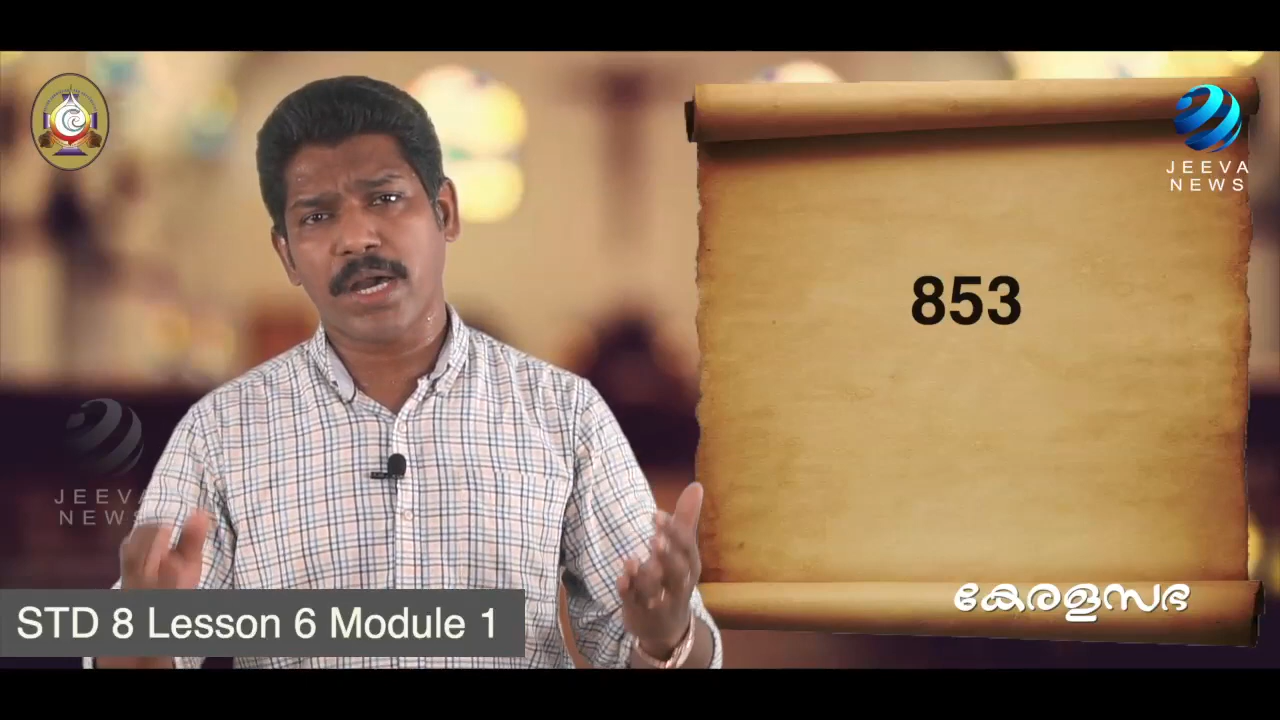 JEEVA
NEWS
853
JEEVA
NEWS
കേരളസഭ
STD 8 Lesson 6 Module 1